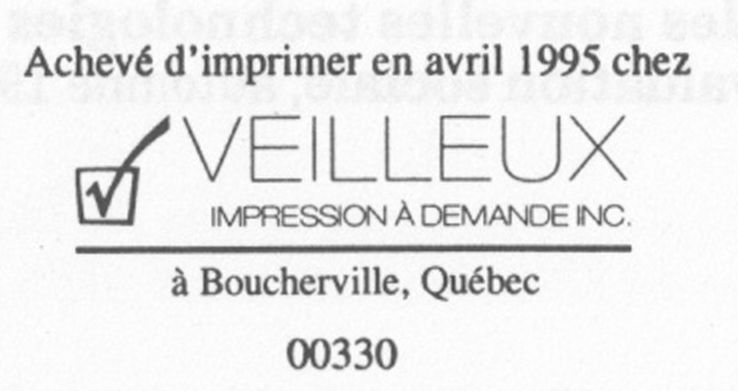 Achevé d'imprimer en avril 1995 chez
VEILLEUX
IMPRESSION À DEMANDE INC.
à Boucherville, Québec
00330